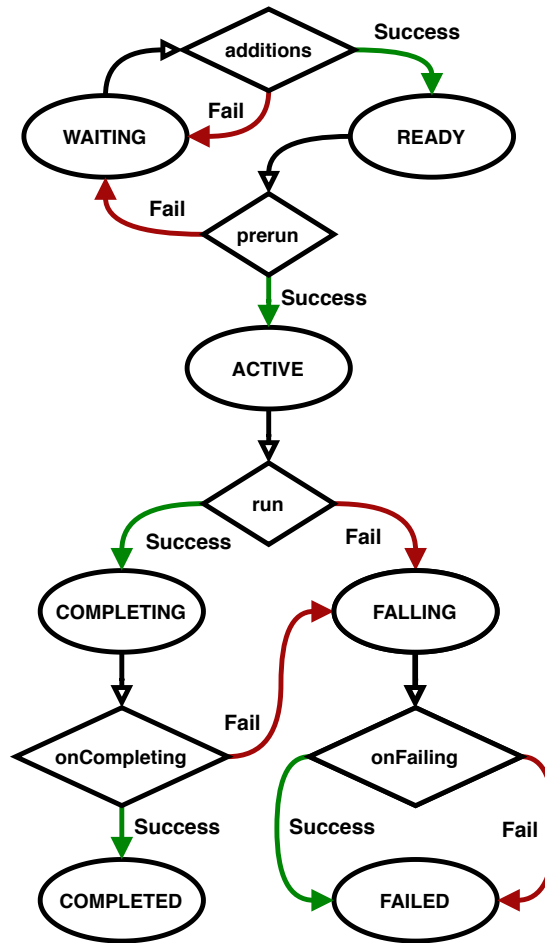 additions
Success
Fail
WAITING
READY
Fail
prerun
Success
ACTIVE
run
Success
Fail
COMPLETING
FALLING
Fail
onCompleting
onFailing
Success
Success
Fail
COMPLETED
FAILED